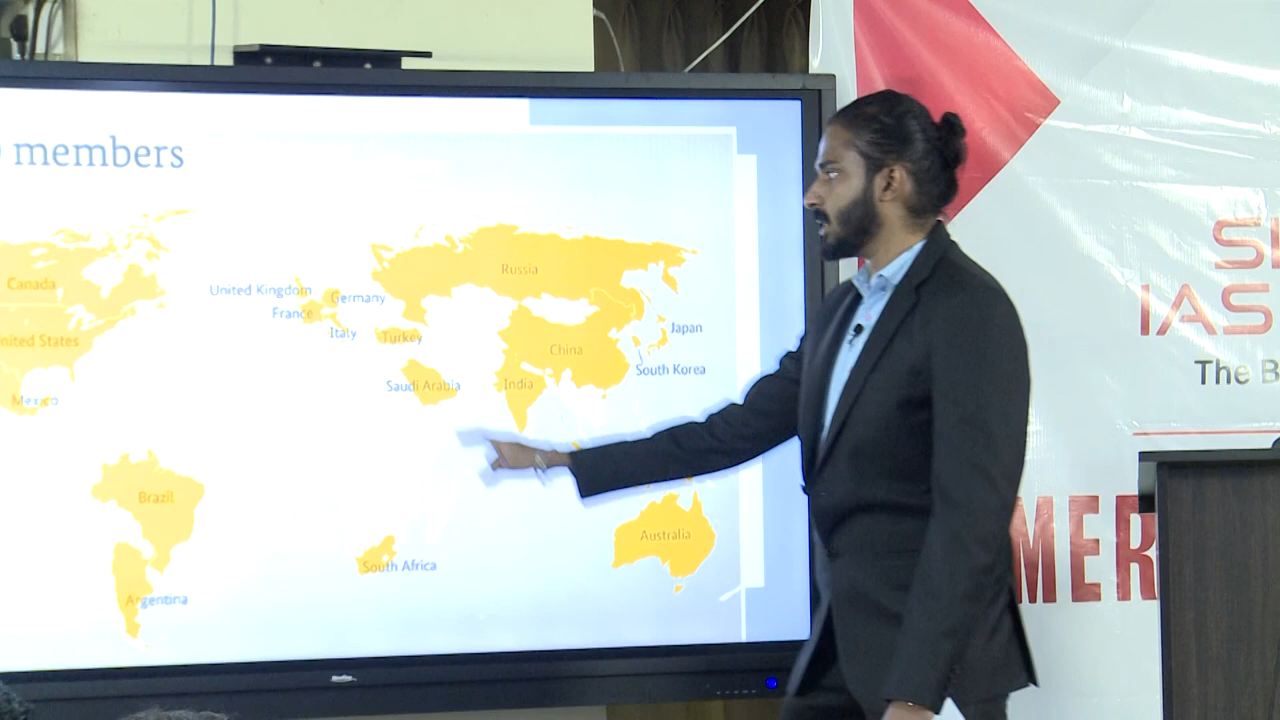 members
Canada
United Kingdom
Germany
Russia
France
Italy
Turkey
Japan
nited States
China
South Korea
Saudi Arabia
India
Mexico
Brazil
Australia
South Africa
Argentina
IAS
The B
MER